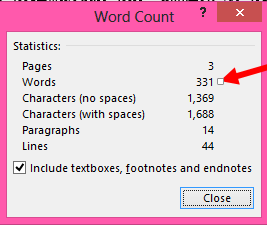 Word Count
?
Statistics:
Pages 3
Words 331
Characters (no spaces) 1,369
Characters (with spaces) 1,688
Paragraphs 14
Lines 44
Include textboxes, footnotes and endnotes
Close